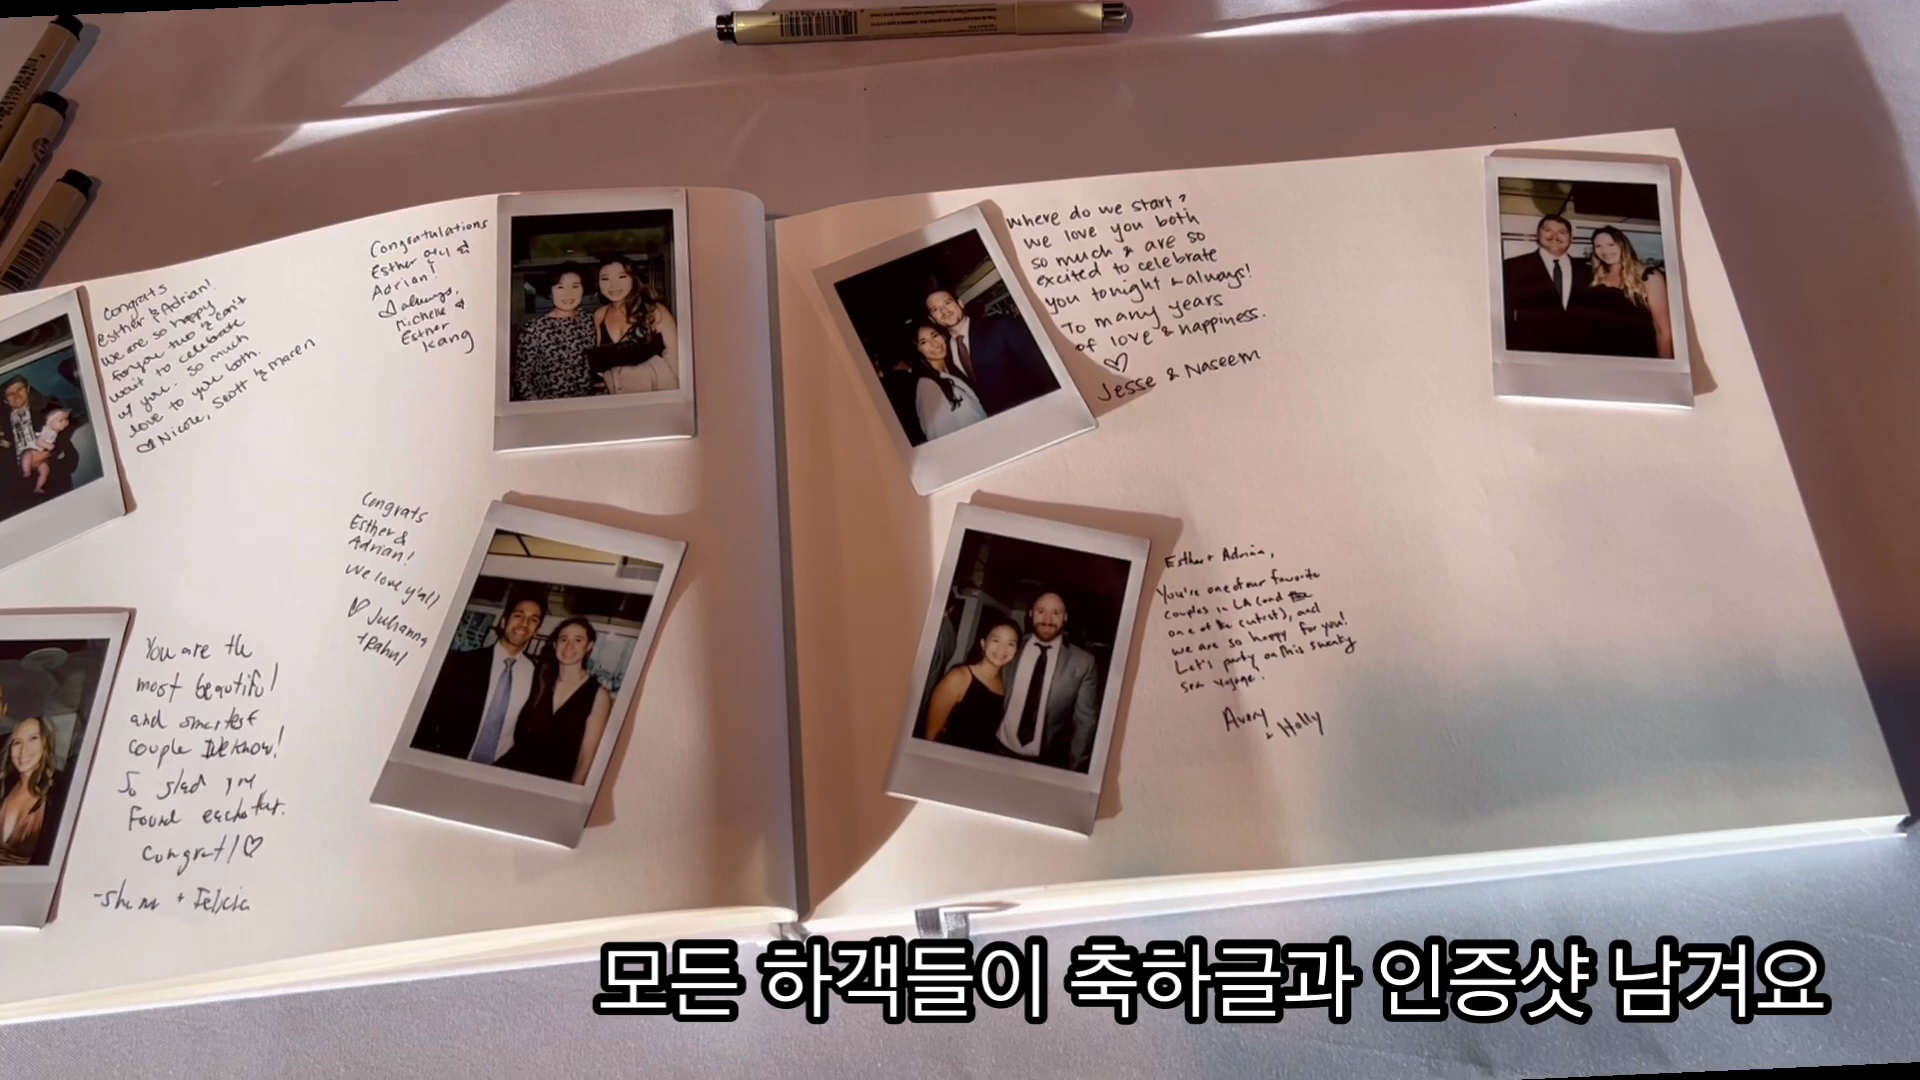 Congrats
Esther & Adrian!
we are so happy
for you two & can't
wait to celebrate
w/ you. so much
love to you both.
♡ Nicole, Scott & Maren
Congratulations
Esther 언니 &
Adrian!
♡ always,
Michelle &
Esther
Kang
You are the
most beautiful
and smartest
couple we know!
So glad you
Found each other.
Congrats! ♡
+ Felicia
Congrats
Esther &
Adrian!
We love y'all!
♡ Julianna
+ Rahul
Where do we start?
we love you both
so much & are so
excited to celebrate
you tonight & always!
To many years
of love & happiness.
♡
Jesse & Naseem
Esther + Adrian,
You're one of our favorite
couples in LA (and
one of the cutest), and
we are so happy for you!
Let's party on this sweaty
sea voyage!
Avery
+ Holly
모든 하객들이 축하글과 인증샷 남겨요